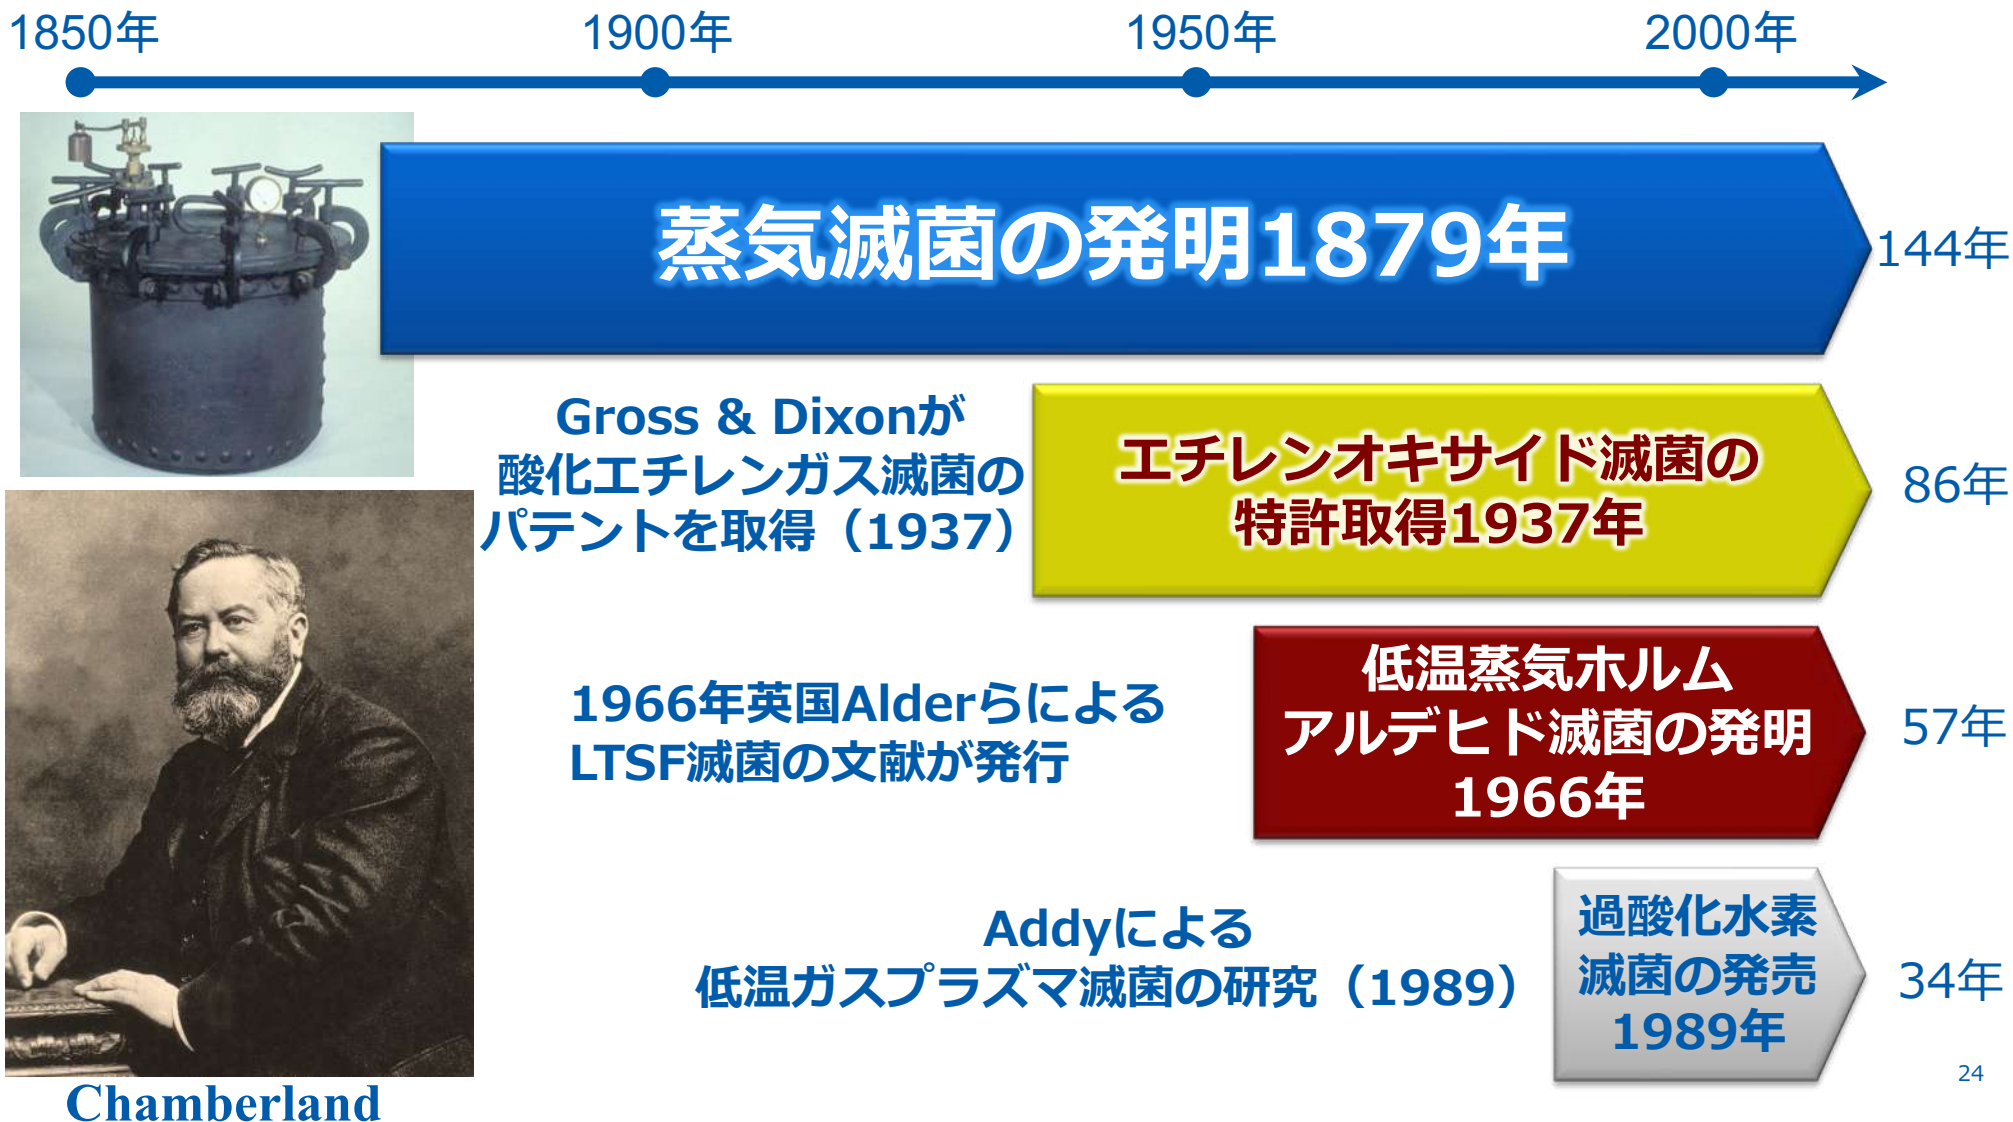 1850年
1900年
1950年
2000年
蒸気滅菌の発明1879年
144年
Gross & Dixonが
酸化エチレンガス滅菌の
パテントを取得（1937）
エチレンオキサイド滅菌の
特許取得1937年
86年
1966年英国Alderらによる
LTSF滅菌の文献が発行
低温蒸気ホルム
アルデヒド滅菌の発明
1966年
57年
Addyによる
低温ガスプラズマ滅菌の研究（1989）
過酸化水素
滅菌の発売
1989年
34年
Chamberland
24